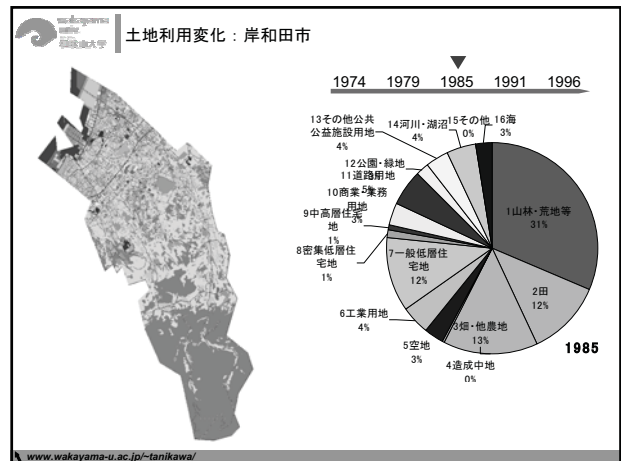 土地利用変化：岸和田市
1974 1979 1985 1991 1996
13その他公共
公益施設用地
4%
14河川・湖沼
4%
15その他
0%
16海
3%
12公園・緑地
11道路用地
5%
10商業・業務
用地
3%
9中高層住宅
地
1%
8密集低層住
宅地
1%
7一般低層住
宅地
12%
6工業用地
4%
5空地
3%
4造成中地
0%
3畑・他農地
13%
2田
12%
1山林・荒地等
31%
1985
www.wakayama-u.ac.jp/~tanikawa/